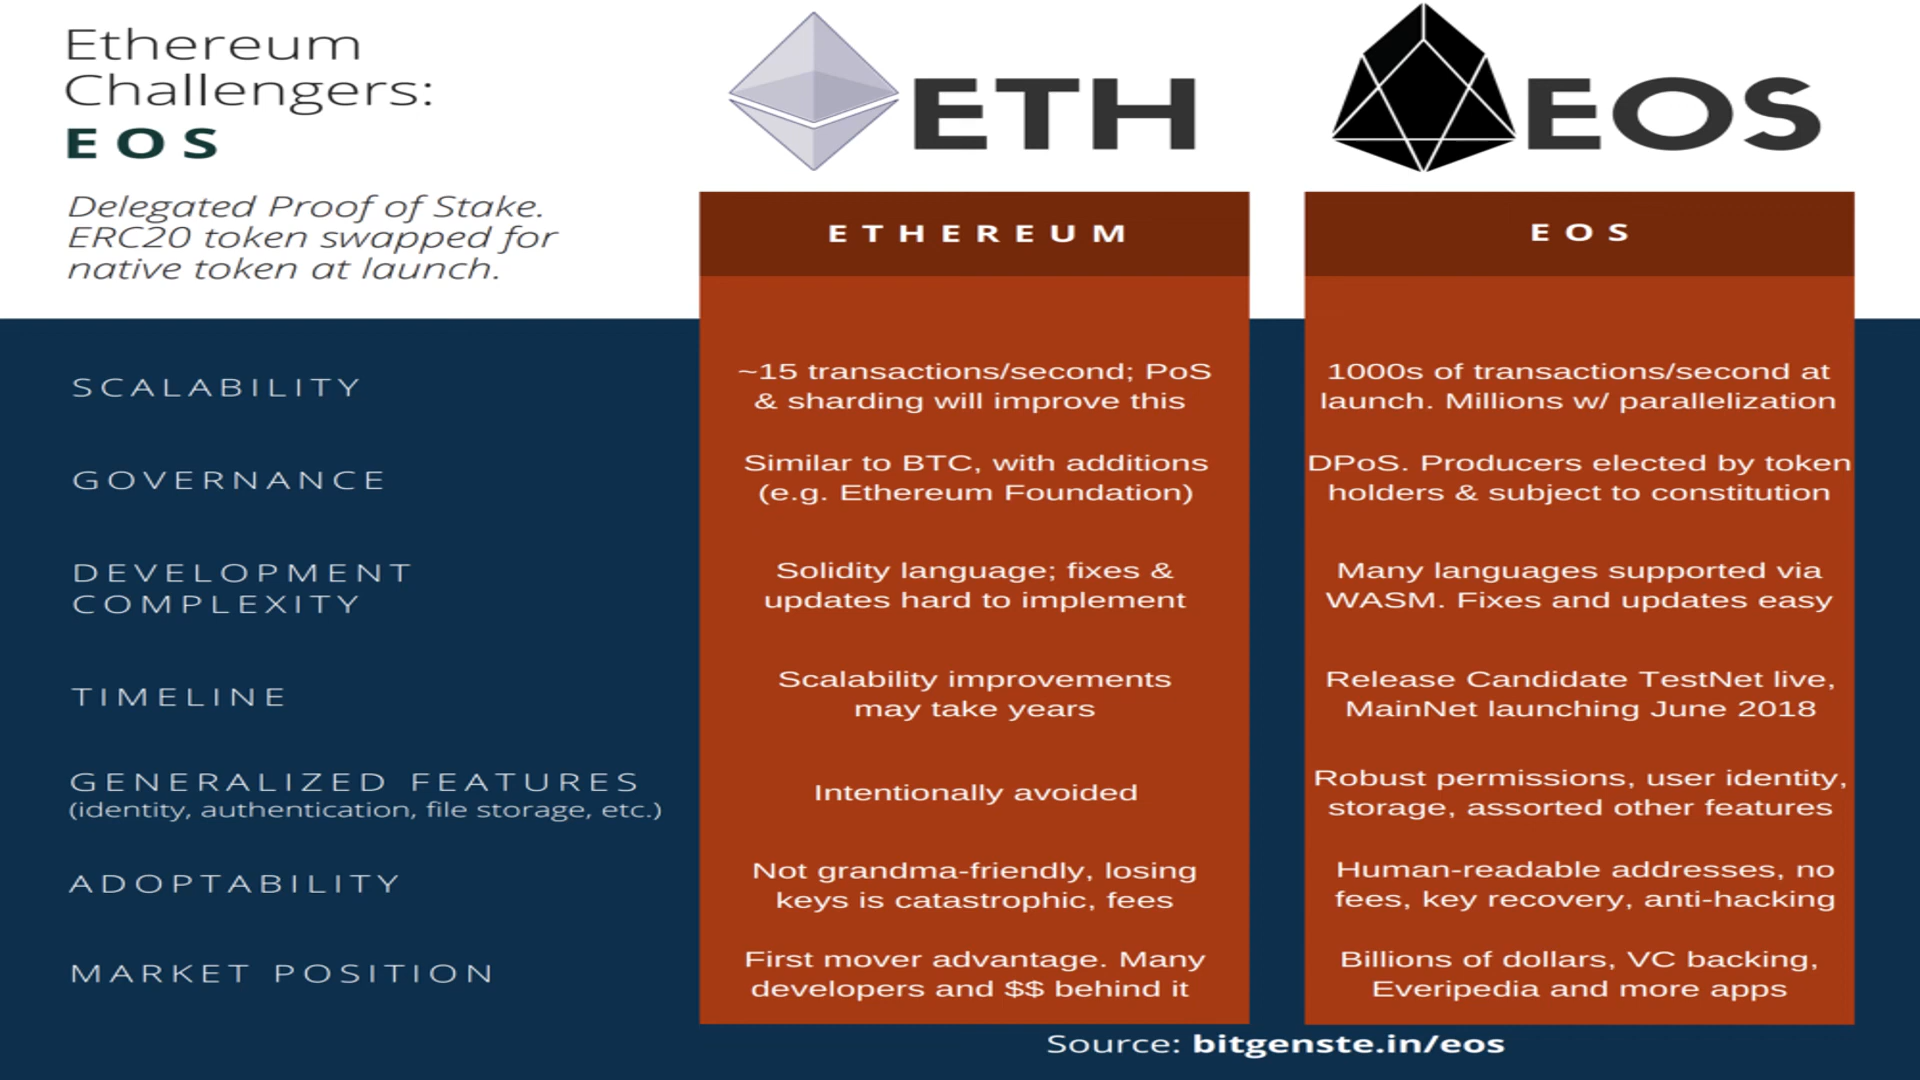 Ethereum
Challengers:
EOS
Delegated Proof of Stake.
ERC20 token swapped for
native token at launch.
ETH
EOS
ETHEREUM
EOS
SCALABILITY
~15 transactions/second; PoS
& sharding will improve this
1000s of transactions/second at
launch. Millions w/ parallelization
GOVERNANCE
Similar to BTC, with additions
(e.g. Ethereum Foundation)
DPoS. Producers elected by token
holders & subject to constitution
DEVELOPMENT
COMPLEXITY
Solidity language; fixes &
updates hard to implement
Many languages supported via
WASM. Fixes and updates easy
TIMELINE
Scalability improvements
may take years
Release Candidate TestNet live,
MainNet launching June 2018
GENERALIZED FEATURES
(identity, authentication, file storage, etc.)
Intentionally avoided
Robust permissions, user identity,
storage, assorted other features
ADOPTABILITY
Not grandma-friendly, losing
keys is catastrophic, fees
Human-readable addresses, no
fees, key recovery, anti-hacking
MARKET POSITION
First mover advantage. Many
developers and $$ behind it
Billions of dollars, VC backing,
Everipedia and more apps
Source: bitgenste.in/eos